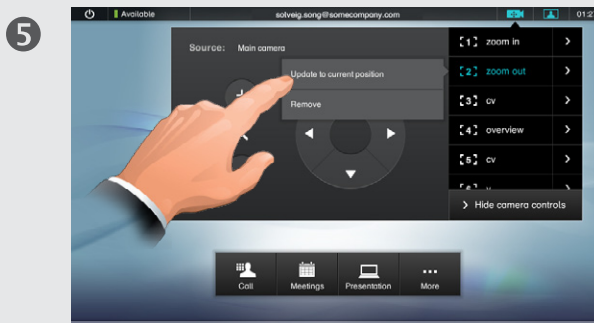 5
Available
solveig.song@somecompany.com
01:2
Source: Main camera
Update to current position
Remove
[1] zoom in
[2] zoom out
[3] cv
[4] overview
[5] cv
> Hide camera controls
Call
Meetings
Presentation
More